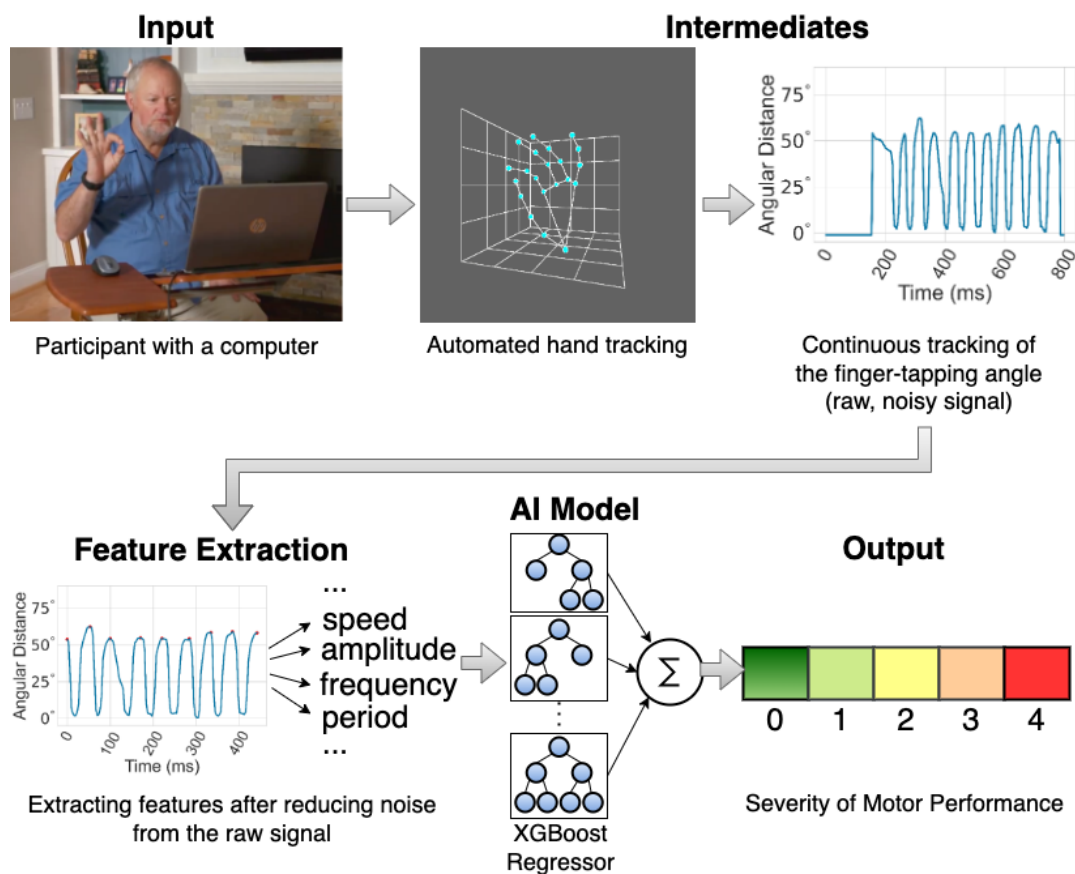 Input
Intermediates
75°
50°
25°
0°
Angular Distance
0
200
400
600
800
Time (ms)
Participant with a computer
Automated hand tracking
Continuous tracking of
the finger-tapping angle
(raw, noisy signal)
Feature Extraction
AI Model
Output
75°
50°
25°
0°
Angular Distance
0
100
200
300
400
Time (ms)
...
speed
amplitude
frequency
period
...
Σ
0 1 2 3 4
Extracting features after reducing noise
from the raw signal
XGBoost
Regressor
Severity of Motor Performance